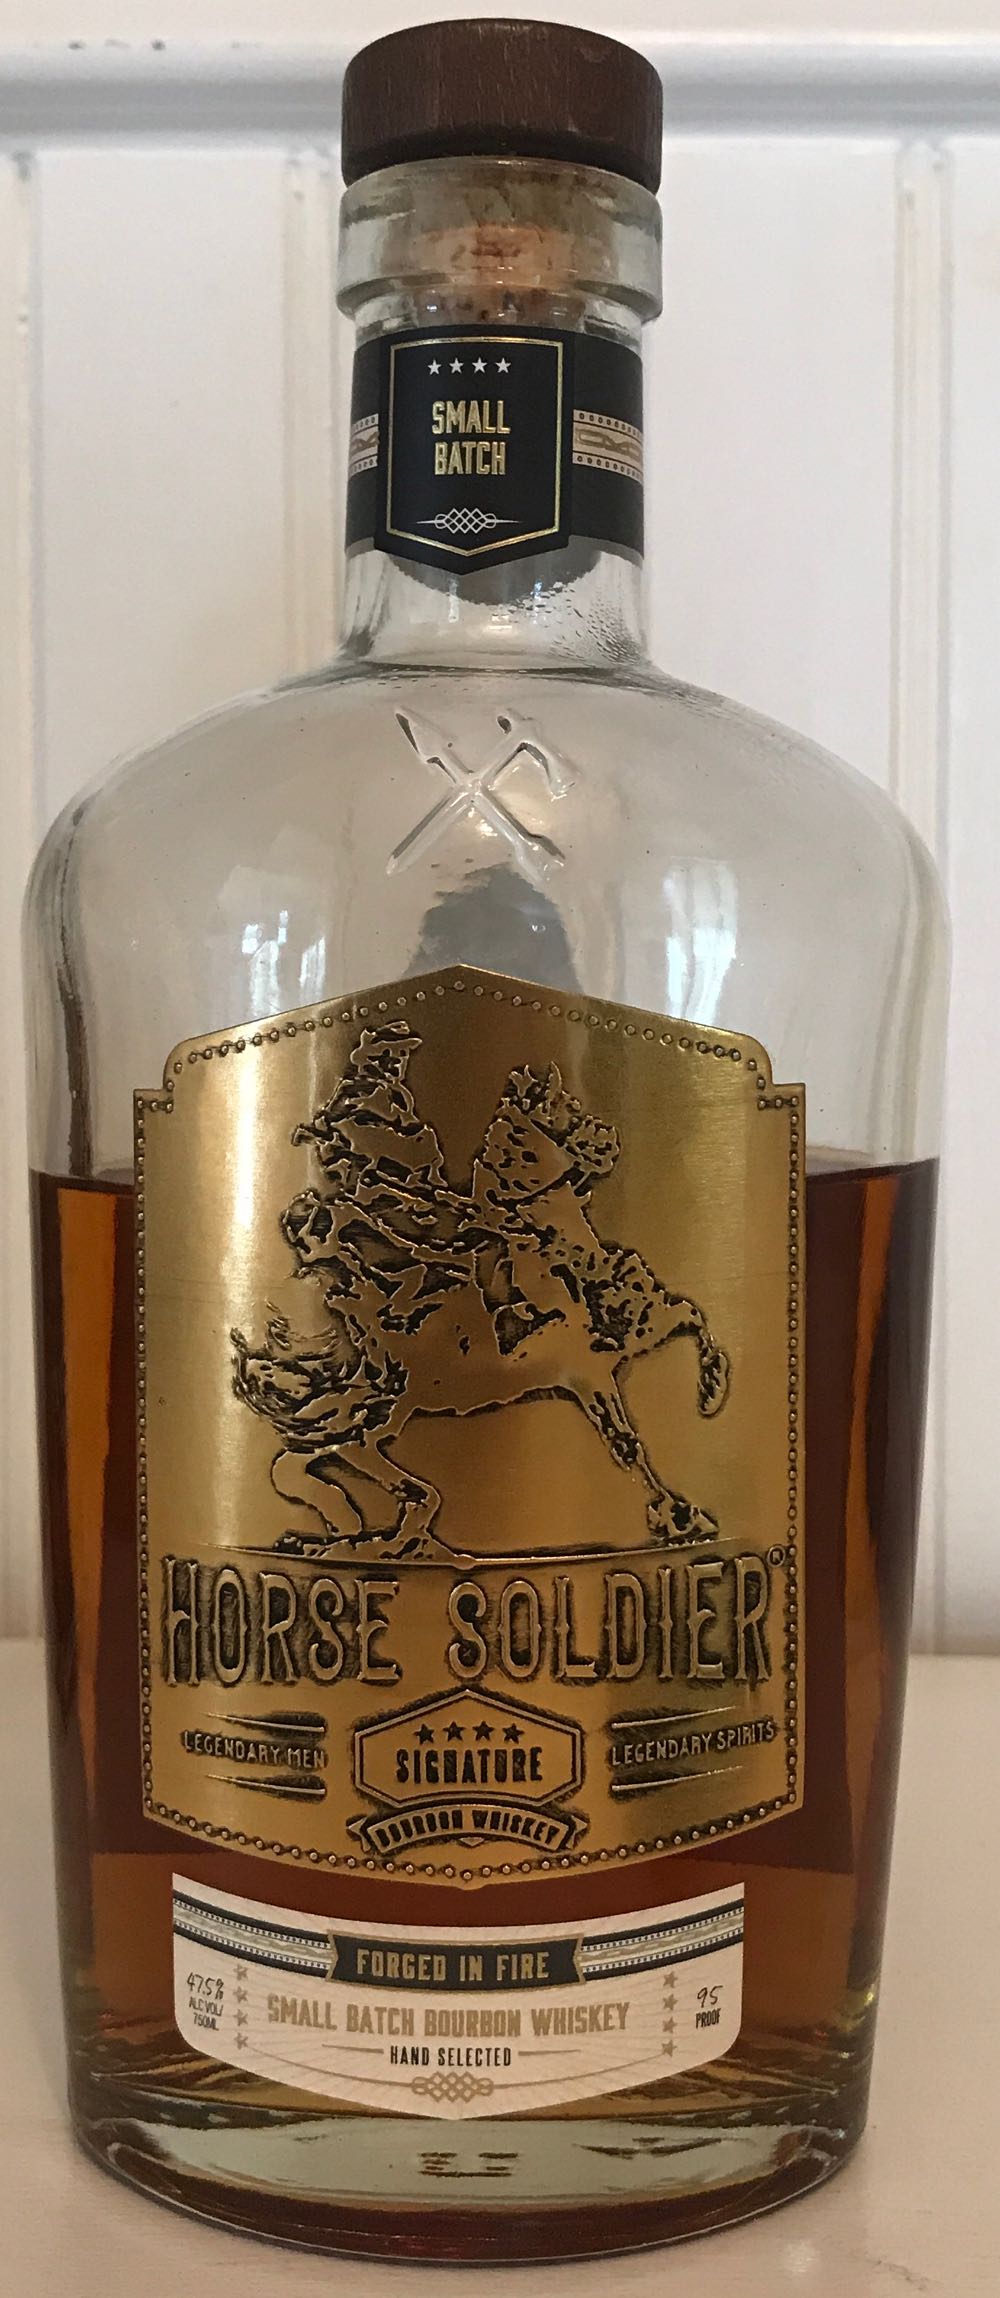 SMALL
BATCH
HORSE SOLDIER®
LEGENDARY MEN
SIGNATURE
LEGENDARY SPIRITS
BOURBON WHISKEY
FORGED IN FIRE
47.5%
ALC VOL/
750ML
SMALL BATCH BOURBON WHISKEY
95
PROOF
HAND SELECTED